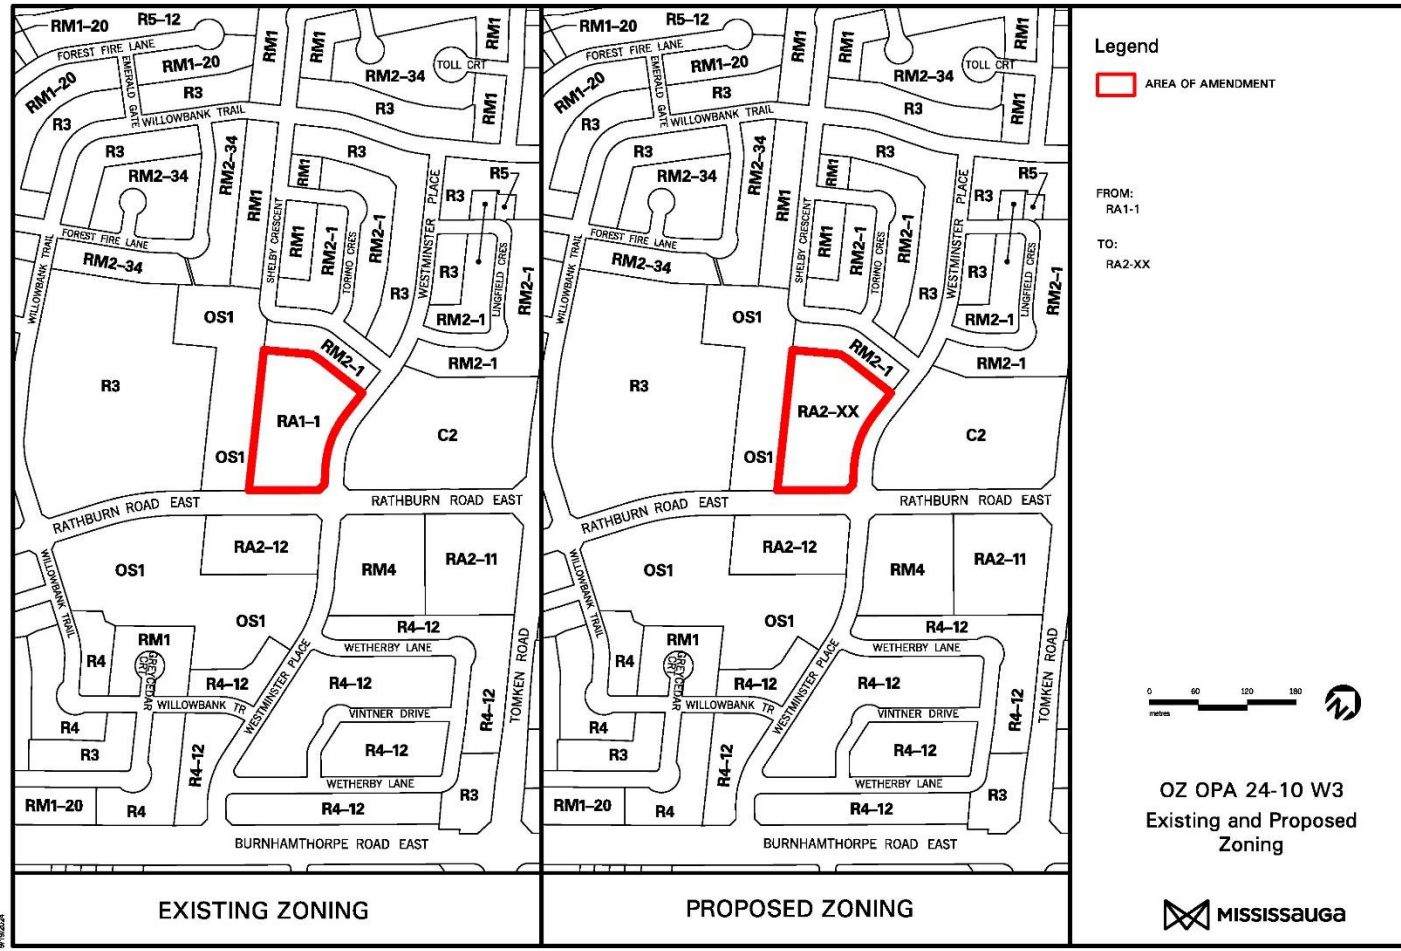 RM1–20
R5–12
FOREST FIRE LANE
RM1
RM1
RM1
RM1–20
EMERALD GATE
RM1–20
RM2–34
TOLL CRT
R3
R3
RM1
R3
WILLOWBANK TRAIL
R3
RM2–34
RM2–34
RM1
R3
RM1
WESTMINSTER PLACE
R3
R5
SHELBY CRESCENT
RM1
RM2–1
TORINO CRES
RM2–1
R3
LINGFIELD CRES
RM2–1
WILLOWBANK TRAIL
FOREST FIRE LANE
RM2–34
R3
OS1
RM2–1
RM2–1
RM2–1
R3
RA1–1
C2
OS1
RATHBURN ROAD EAST
RATHBURN ROAD EAST
RA2–12
RM4
RA2–11
OS1
WILLOWBANK TRAIL
OS1
R4–12
RM1
WETHERBY LANE
R4
GREYCEDAR CRT
R4–12
WESTMINSTER PLACE
R4–12
R4–12
TOMKEN ROAD
WILLOWBANK TR
VINTNER DRIVE
R4
R3
R4–12
R4–12
WETHERBY LANE
RM1–20
R4
R4–12
R3
BURNHAMTHORPE ROAD EAST
EXISTING ZONING
RM1–20
R5–12
FOREST FIRE LANE
RM1
RM1
RM1
RM1–20
EMERALD GATE
RM1–20
RM2–34
TOLL CRT
R3
R3
RM1
R3
WILLOWBANK TRAIL
R3
RM2–34
RM2–34
RM1
R3
RM1
WESTMINSTER PLACE
R3
R5
SHELBY CRESCENT
RM1
RM2–1
TORINO CRES
RM2–1
R3
LINGFIELD CRES
RM2–1
WILLOWBANK TRAIL
FOREST FIRE LANE
RM2–34
R3
OS1
RM2–1
RM2–1
RM2–1
R3
RA2–XX
C2
OS1
RATHBURN ROAD EAST
RATHBURN ROAD EAST
RA2–12
RM4
RA2–11
OS1
WILLOWBANK TRAIL
OS1
R4–12
RM1
WETHERBY LANE
R4
GREYCEDAR CRT
R4–12
WESTMINSTER PLACE
R4–12
R4–12
TOMKEN ROAD
WILLOWBANK TR
VINTNER DRIVE
R4
R3
R4–12
R4–12
WETHERBY LANE
RM1–20
R4
R4–12
R3
BURNHAMTHORPE ROAD EAST
PROPOSED ZONING
Legend
AREA OF AMENDMENT
FROM:
RA1-1
TO:
RA2-XX
0 60 120 180
metres
OZ OPA 24-10 W3
Existing and Proposed
Zoning
MISSISSAUGA